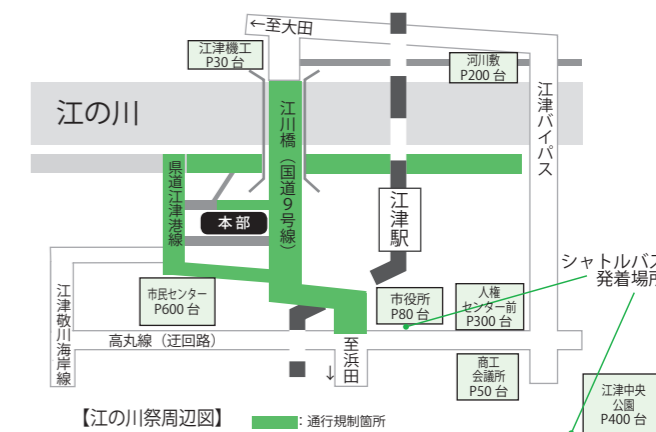 ←至大田
江津機工
P30 台
河川敷
P200 台
江の川
江川橋（国道９号線）
江津バイパス
県道江津港線
本部
江津駅
シャトルバス
発着場所
市民センター
P600 台
市役所
P80 台
人権
センター前
P300 台
江津敬川海岸線
高丸線（迂回路）
至浜田
↓
商工
会議所
P50 台
江津中央
公園
P400 台
【江の川祭周辺図】
：通行規制箇所